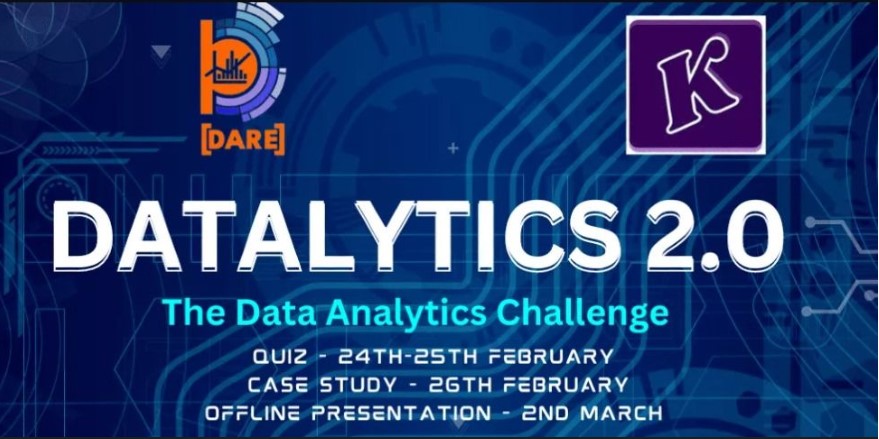 [DARE]
K
DATALYTICS 2.0
The Data Analytics Challenge
QUIZ - 24TH-25TH FEBRUARY
CASE STUDY - 26TH FEBRUARY
OFFLINE PRESENTATION - 2ND MARCH